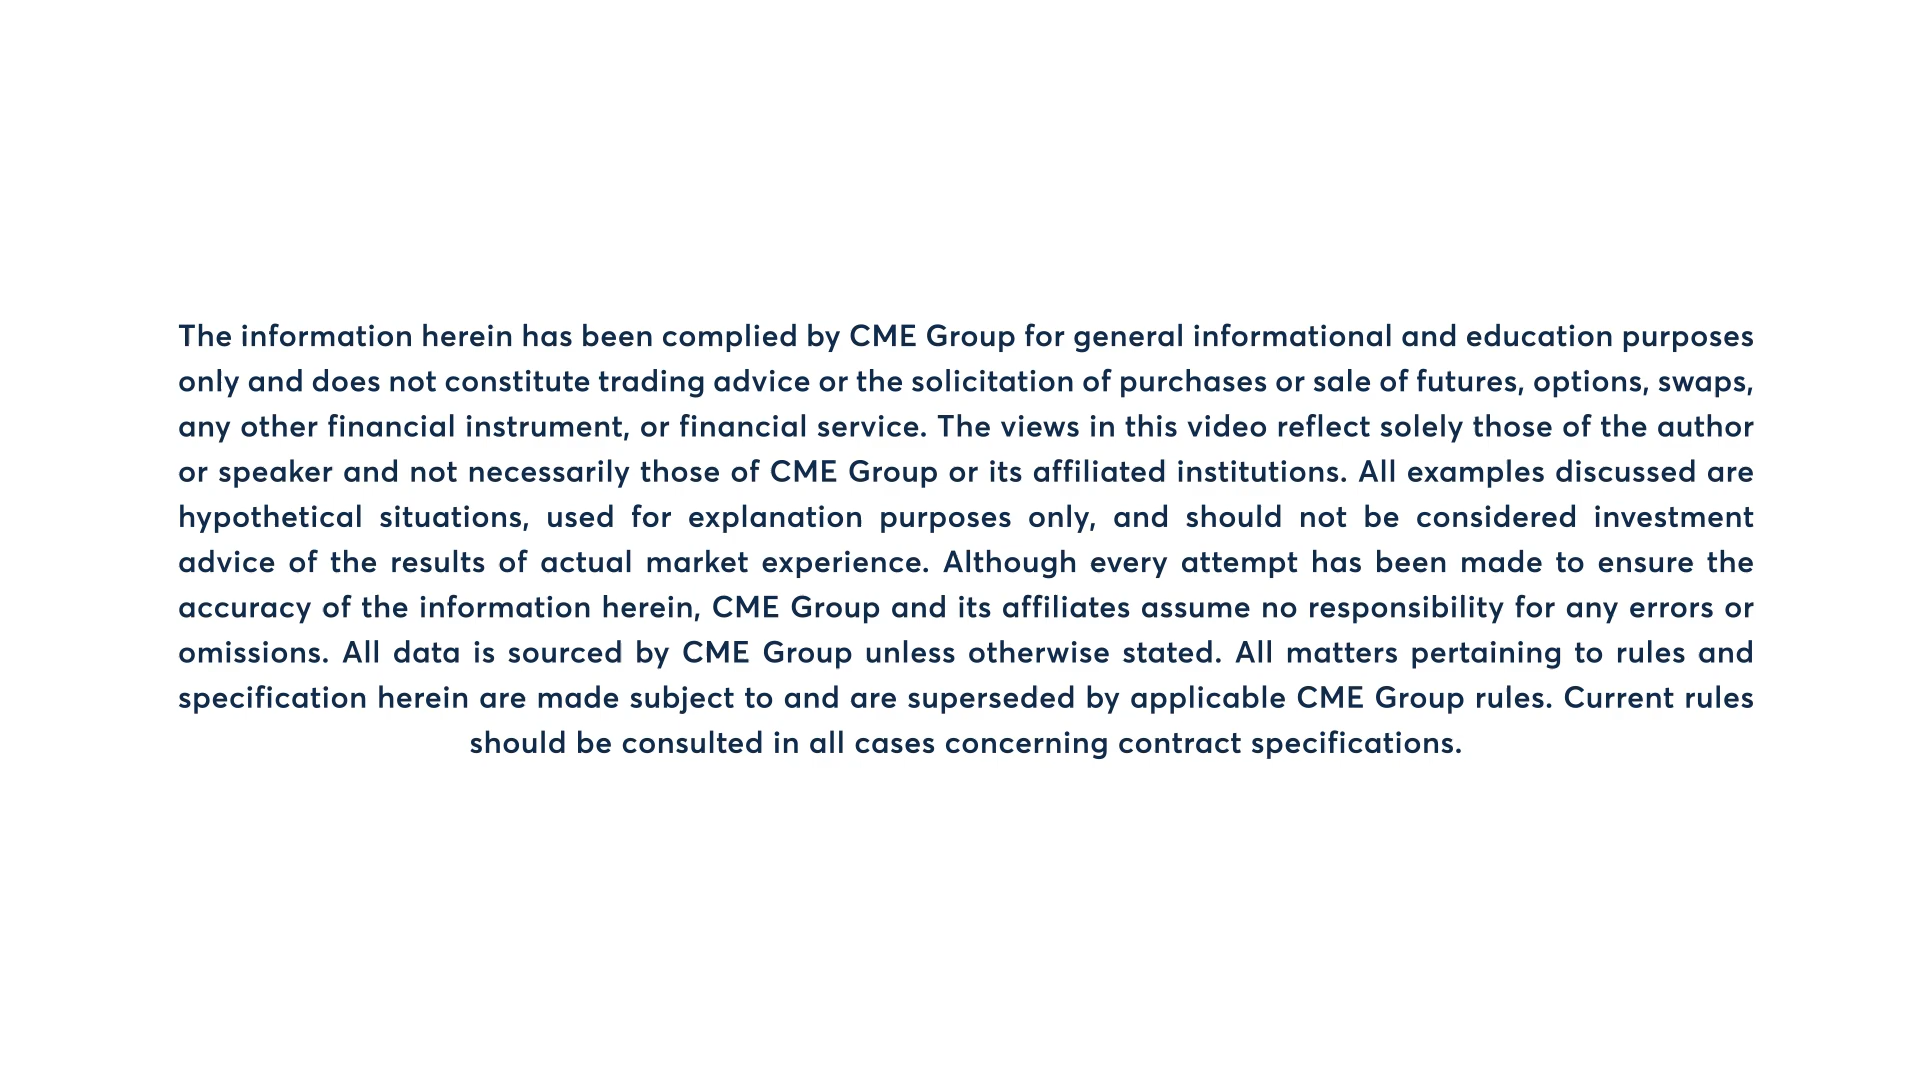 The information herein has been complied by CME Group for general informational and education purposes
only and does not constitute trading advice or the solicitation of purchases or sale of futures, options, swaps,
any other financial instrument, or financial service. The views in this video reflect solely those of the author
or speaker and not necessarily those of CME Group or its affiliated institutions. All examples discussed are
hypothetical situations, used for explanation purposes only, and should not be considered investment
advice of the results of actual market experience. Although every attempt has been made to ensure the
accuracy of the information herein, CME Group and its affiliates assume no responsibility for any errors or
omissions. All data is sourced by CME Group unless otherwise stated. All matters pertaining to rules and
specification herein are made subject to and are superseded by applicable CME Group rules. Current rules
should be consulted in all cases concerning contract specifications.